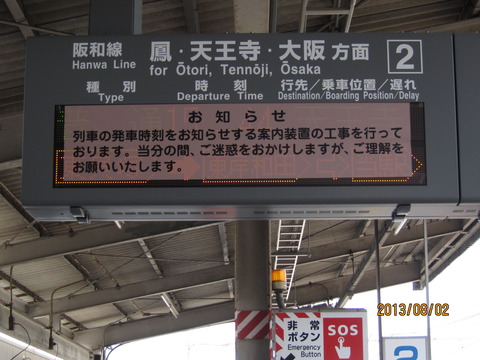 阪和線 鳳・天王寺・大阪 方面 2
Hanwa Line for Ōtori, Tennōji, Ōsaka
種別 時刻 行先／乗車位置／遅れ
Type Departure Time Destination/Boarding Position/Delay
お知らせ
列車の発車時刻をお知らせする案内装置の工事を行って
おります。当分の間、ご迷惑をおかけしますが、ご理解を
お願いいたします。
2013/06/02
非常 SOS
ボタン
Emergency
Button
2